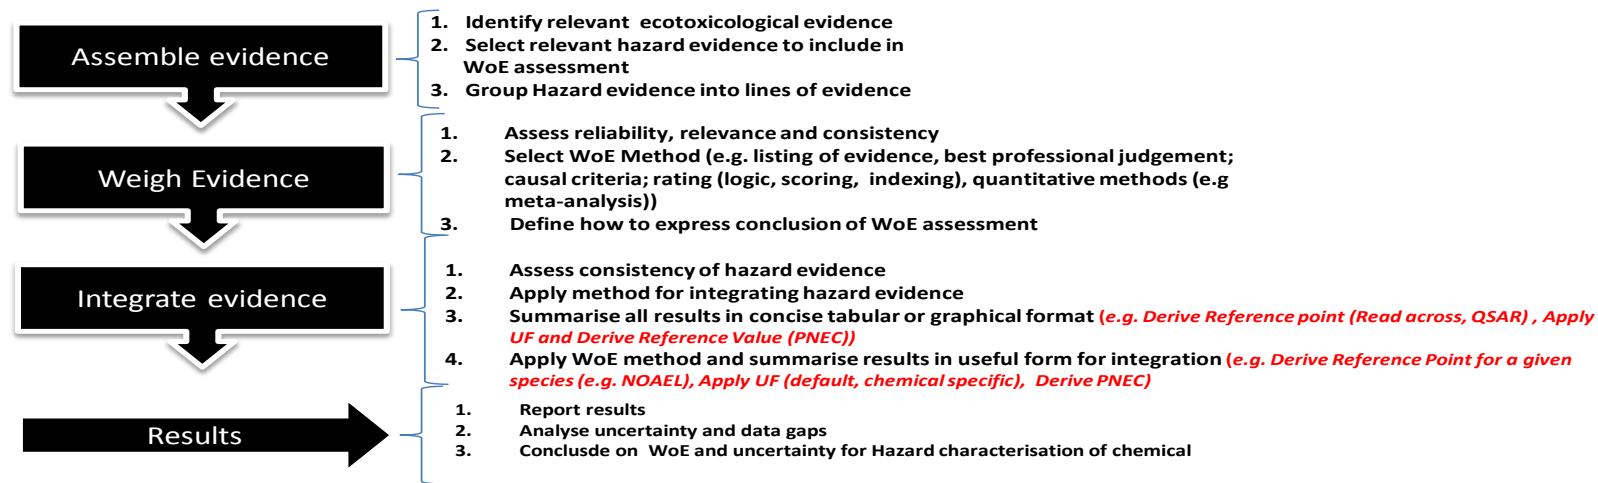 Assemble evidence
1. Identify relevant ecotoxicological evidence
2. Select relevant hazard evidence to include in
WoE assessment
3. Group Hazard evidence into lines of evidence
Weigh Evidence
1. Assess reliability, relevance and consistency
2. Select WoE Method (e.g. listing of evidence, best professional judgement;
causal criteria; rating (logic, scoring, indexing), quantitative methods (e.g
meta-analysis))
3. Define how to express conclusion of WoE assessment
Integrate evidence
1. Assess consistency of hazard evidence
2. Apply method for integrating hazard evidence
3. Summarise all results in concise tabular or graphical format (e.g. Derive Reference point (Read across, QSAR) , Apply
UF and Derive Reference Value (PNEC))
4. Apply WoE method and summarise results in useful form for integration (e.g. Derive Reference Point for a given
species (e.g. NOAEL), Apply UF (default, chemical specific), Derive PNEC)
Results
1. Report results
2. Analyse uncertainty and data gaps
3. Conclusde on WoE and uncertainty for Hazard characterisation of chemical